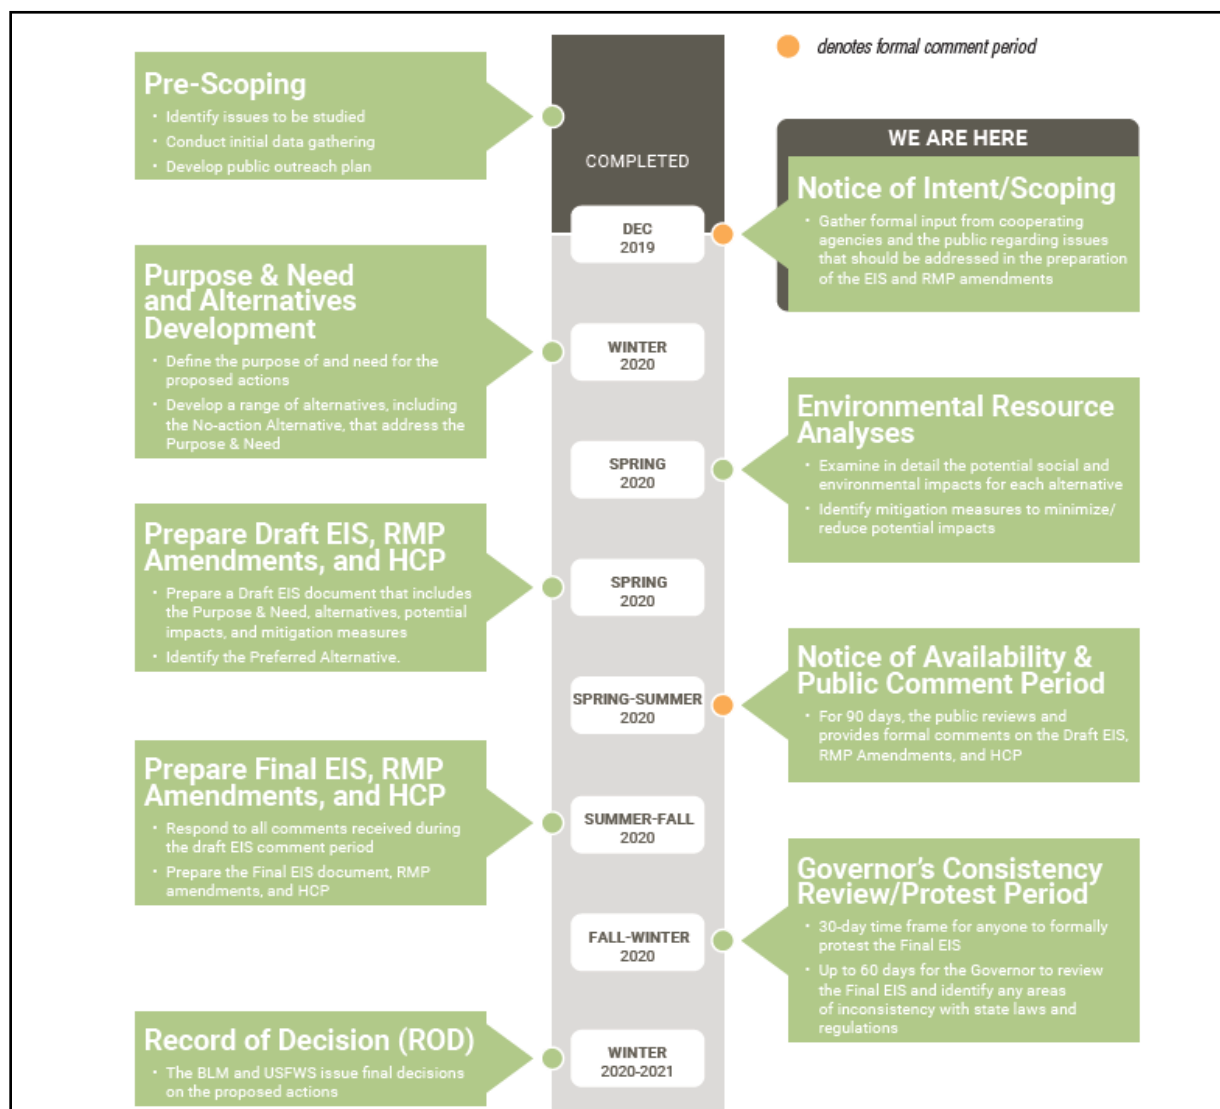 denotes formal comment period
Pre-Scoping
• Identify issues to be studied
• Conduct initial data gathering
• Develop public outreach plan
COMPLETED
WE ARE HERE
Notice of Intent/Scoping
• Gather formal input from cooperating
agencies and the public regarding issues
that should be addressed in the preparation
of the EIS and RMP amendments
DEC
2019
Purpose & Need
and Alternatives
Development
• Define the purpose of and need for the
proposed actions
• Develop a range of alternatives, including
the No-action Alternative, that address the
Purpose & Need
WINTER
2020
Environmental Resource
Analyses
• Examine in detail the potential social and
environmental impacts for each alternative
• Identify mitigation measures to minimize/
reduce potential impacts
SPRING
2020
Prepare Draft EIS, RMP
Amendments, and HCP
• Prepare a Draft EIS document that includes
the Purpose & Need, alternatives, potential
impacts, and mitigation measures
• Identify the Preferred Alternative.
SPRING
2020
Notice of Availability &
Public Comment Period
• For 90 days, the public reviews and
provides formal comments on the Draft EIS,
RMP Amendments, and HCP
SPRING-SUMMER
2020
Prepare Final EIS, RMP
Amendments, and HCP
• Respond to all comments received during
the draft EIS comment period
• Prepare the Final EIS document, RMP
amendments, and HCP
SUMMER-FALL
2020
Governor's Consistency
Review/Protest Period
• 30-day time frame for anyone to formally
protest the Final EIS
• Up to 60 days for the Governor to review
the Final EIS and identify any areas
of inconsistency with state laws and
regulations
FALL-WINTER
2020
Record of Decision (ROD)
• The BLM and USFWS issue final decisions
on the proposed actions
WINTER
2020-2021